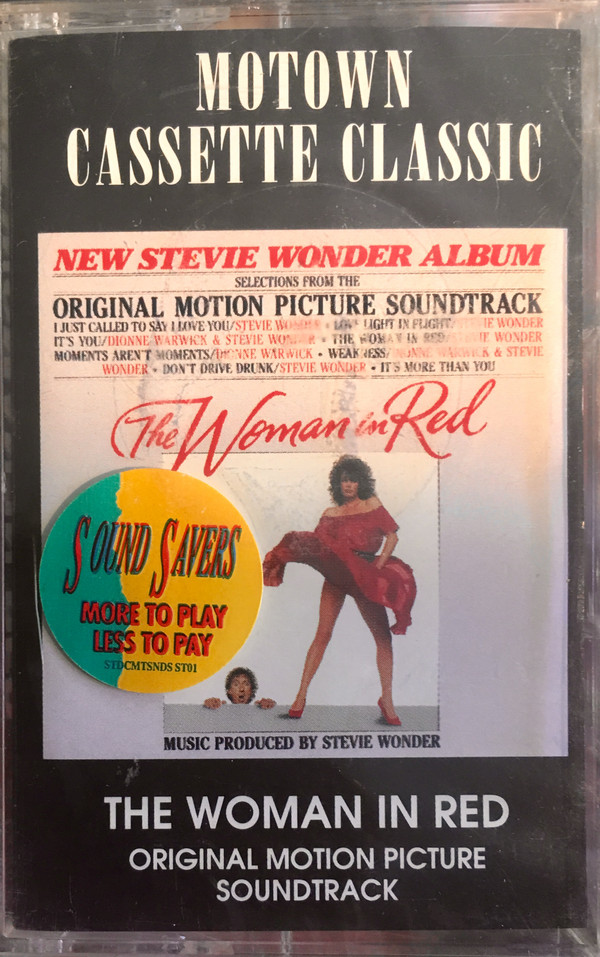 MOTOWN
CASSETTE CLASSIC
NEW STEVIE WONDER ALBUM
SELECTIONS FROM THE
ORIGINAL MOTION PICTURE SOUNDTRACK
I JUST CALLED TO SAY I LOVE YOU/STEVIE WONDER • LOVE LIGHT IN FLIGHT/STEVIE WONDER
IT'S YOU/DIONNE WARWICK & STEVIE WONDER • THE WOMAN IN RED/STEVIE WONDER
MOMENTS AREN'T MOMENTS/DIONNE WARWICK • WEAKNESS/DIONNE WARWICK & STEVIE
WONDER • DON'T DRIVE DRUNK/STEVIE WONDER • IT'S MORE THAN YOU
The Woman in Red
SOUND SAVERS
MORE TO PLAY
LESS TO PAY
STDCMTSNDS ST01
MUSIC PRODUCED BY STEVIE WONDER
THE WOMAN IN RED
ORIGINAL MOTION PICTURE
SOUNDTRACK